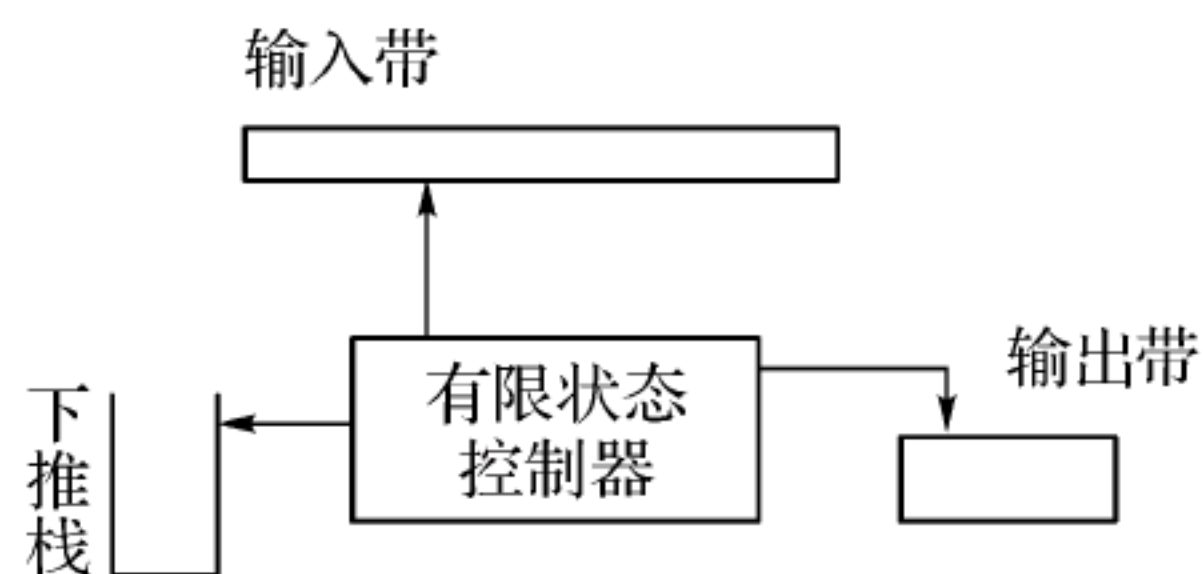 输入带
有限状态
控制器
输出带
下推栈